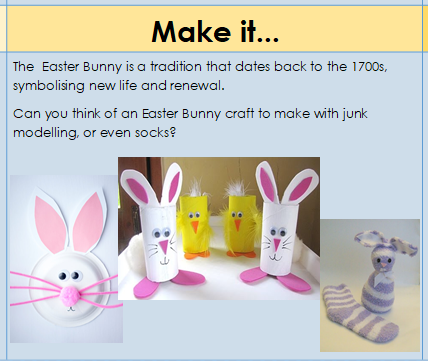 Make it...
The  Easter Bunny is a tradition that dates back to the 1700s,
symbolising new life and renewal.
Can you think of an Easter Bunny craft to make with junk
modelling, or even socks?